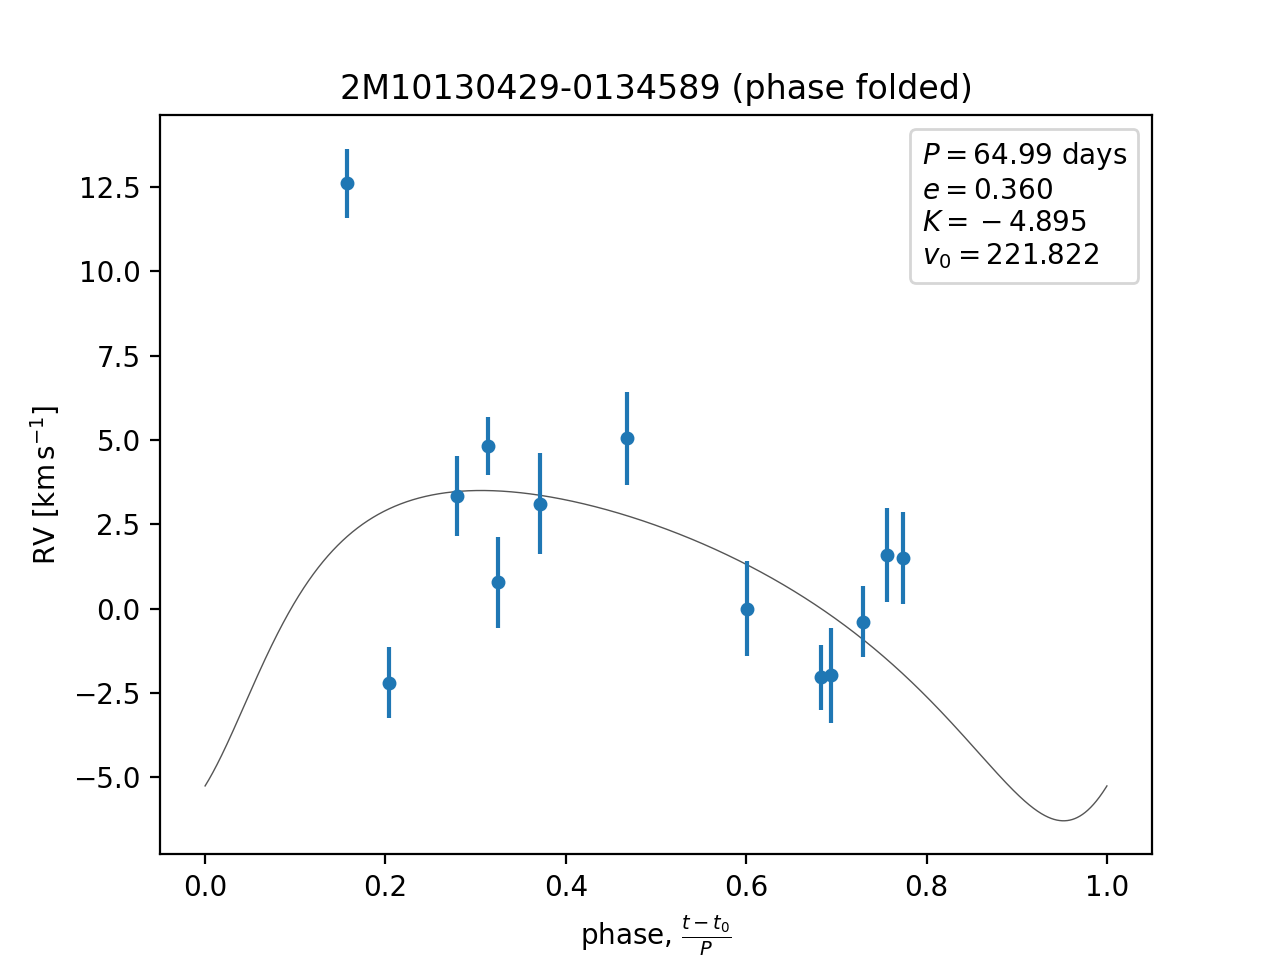 2M10130429-0134589 (phase folded)
P = 64.99 days
e = 0.360
K = −4.895
v₀ = 221.822
12.5
10.0
7.5
5.0
2.5
0.0
−2.5
−5.0
RV [km s⁻¹]
0.0 0.2 0.4 0.6 0.8 1.0
phase, (t − t₀)/P